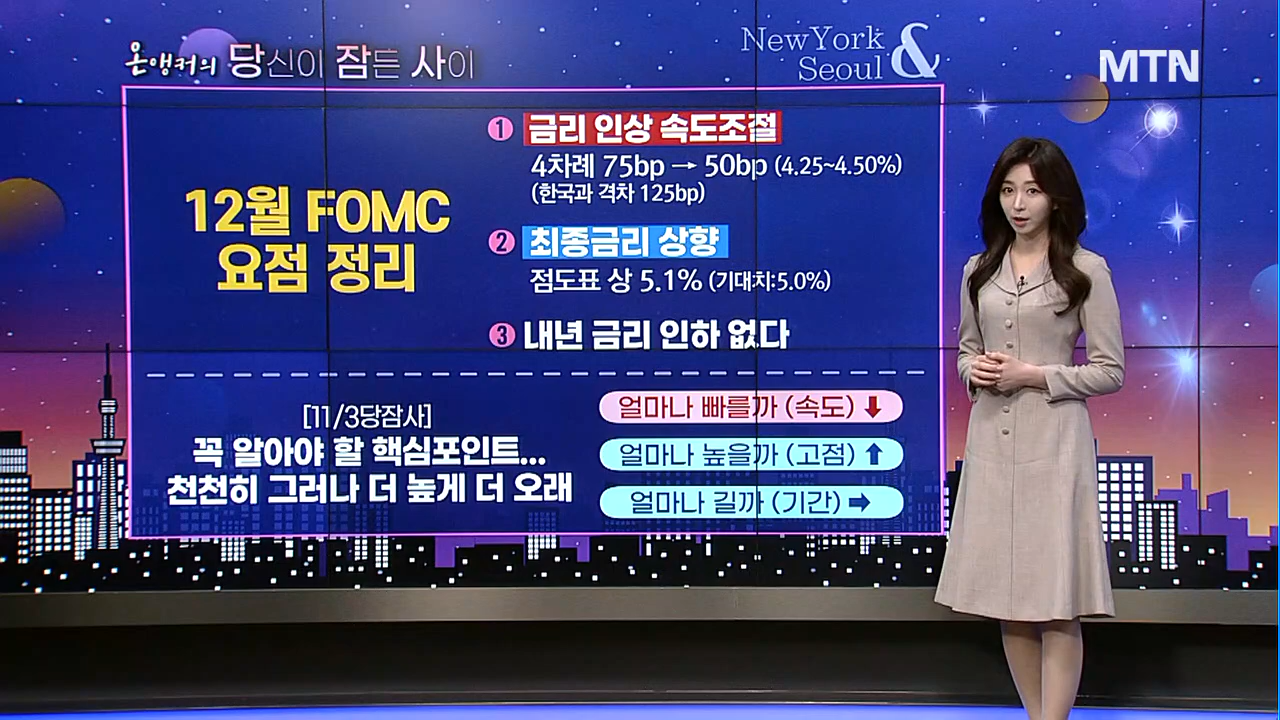 온앵커의 당신이 잠든 사이
NewYork & Seoul
MTN
12월 FOMC
요점 정리
① 금리 인상 속도조절
4차례 75bp → 50bp (4.25~4.50%)
(한국과 격차 125bp)
② 최종금리 상향
점도표 상 5.1% (기대치:5.0%)
③ 내년 금리 인하 없다
[11/3당잠사]
꼭 알아야 할 핵심포인트...
천천히 그러나 더 높게 더 오래
얼마나 빠를까 (속도) ↓
얼마나 높을까 (고점) ↑
얼마나 길까 (기간) →